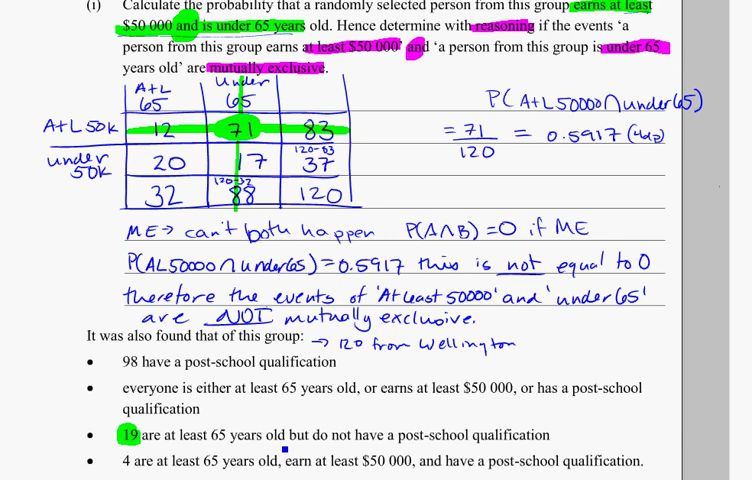 (i) Calculate the probability that a randomly selected person from this group earns at least
$50 000 and is under 65 years old. Hence determine with reasoning if the events ‘a
person from this group earns at least $50 000’ and ‘a person from this group is under 65
years old’ are mutually exclusive.
A+L 65 under 65
P(A+L50000∩under65)
A+L 50k 12 71 83
= 71/120 = 0.5917 (4dp)
under 50k 20 17 120-83 37
32 120-32 88 120
ME → can't both happen P(A∩B) = 0 if ME
P(AL50000∩under65) = 0.5917 this is not equal to 0
therefore the events of 'At least 50000' and 'under 65'
are NOT mutually exclusive.
It was also found that of this group: → 120 from Wellington
• 98 have a post-school qualification
• everyone is either at least 65 years old, or earns at least $50 000, or has a post-school
qualification
• 19 are at least 65 years old but do not have a post-school qualification
• 4 are at least 65 years old, earn at least $50 000, and have a post-school qualification.